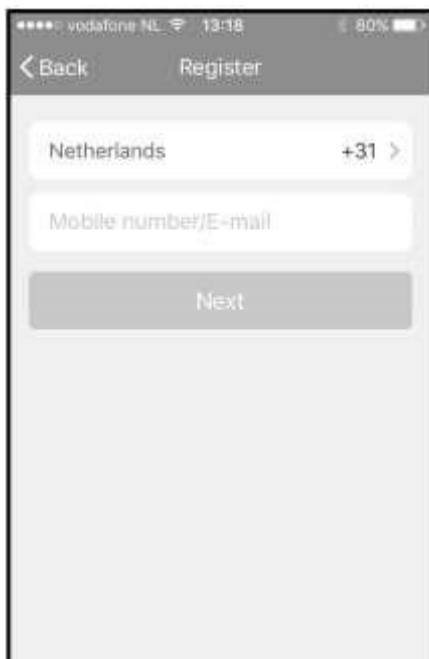 vodafone NL 13:18 80%
Back Register
Netherlands +31
Mobile number/E-mail
Next